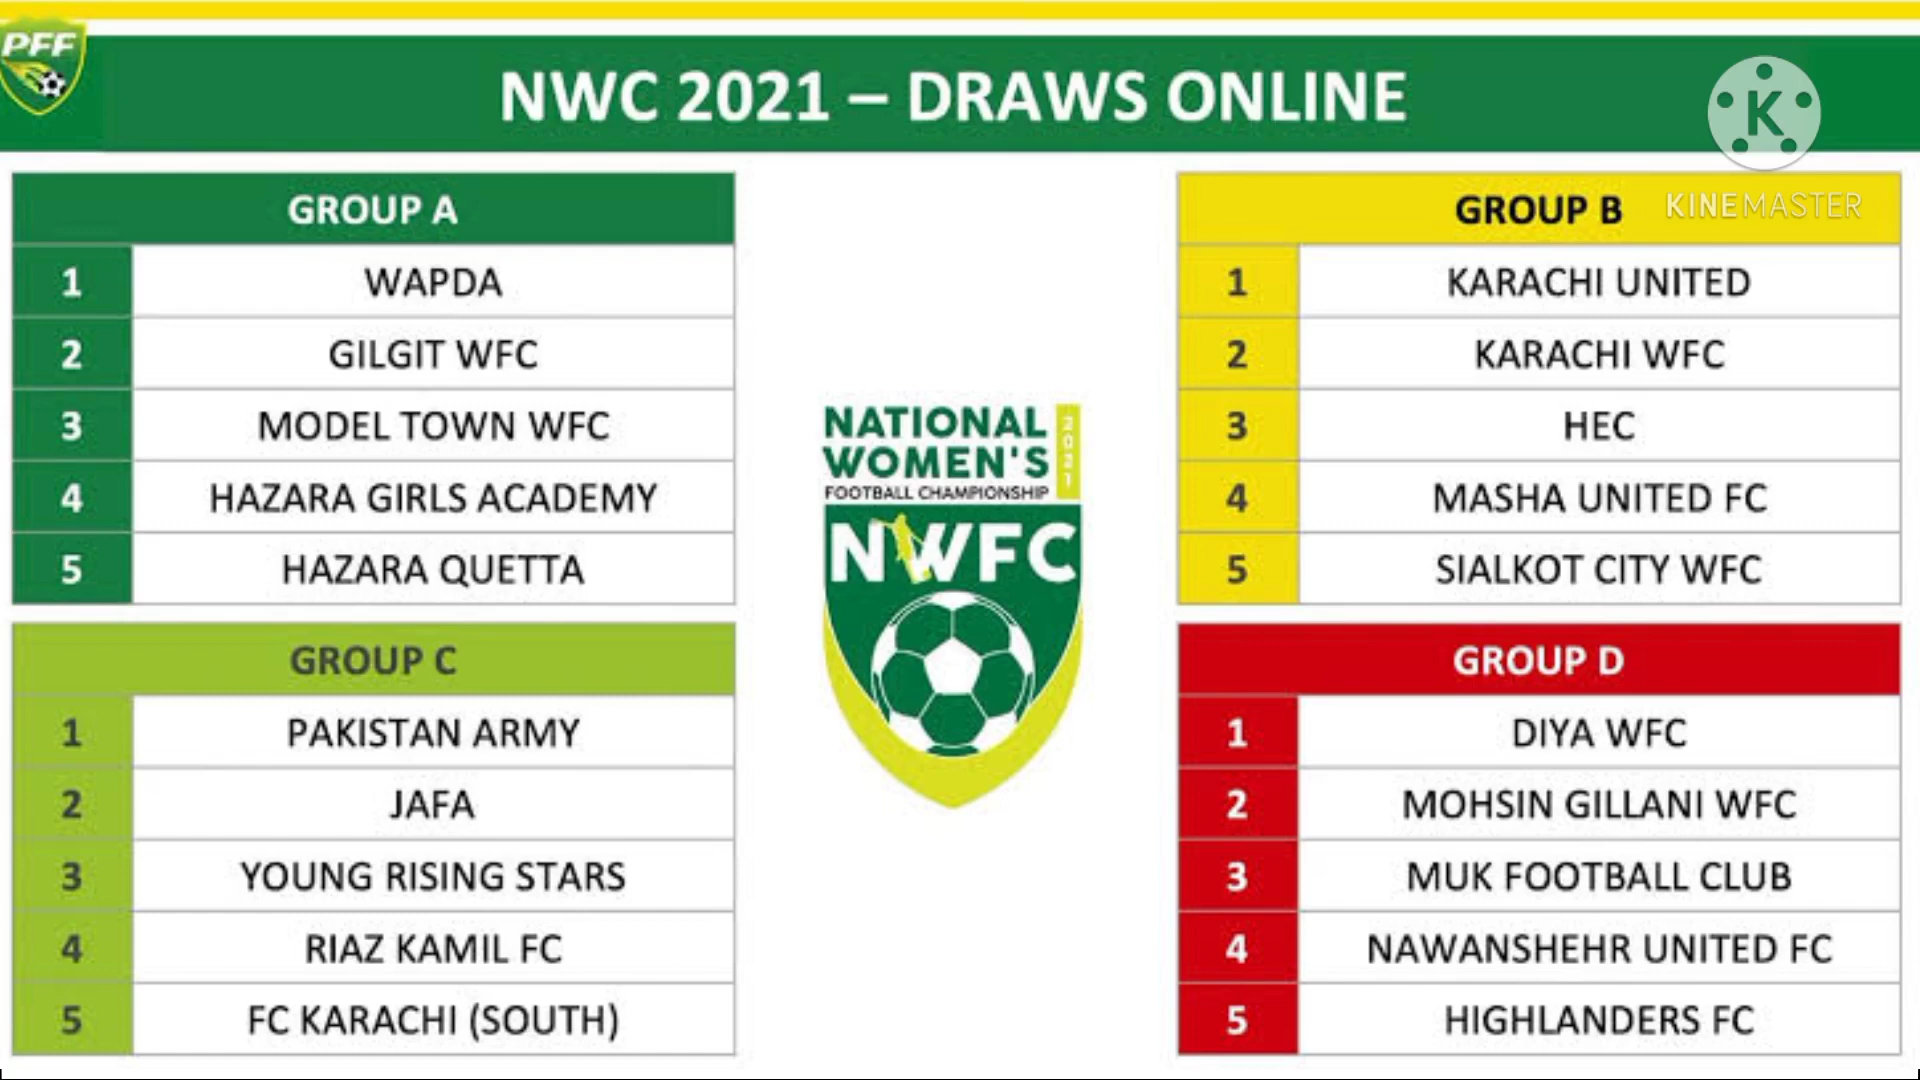 PFF
NWC 2021 – DRAWS ONLINE
K
KINEMASTER
GROUP A
1 WAPDA
2 GILGIT WFC
3 MODEL TOWN WFC
4 HAZARA GIRLS ACADEMY
5 HAZARA QUETTA
GROUP B
1 KARACHI UNITED
2 KARACHI WFC
3 HEC
4 MASHA UNITED FC
5 SIALKOT CITY WFC
NATIONAL
WOMEN'S
FOOTBALL CHAMPIONSHIP
2021
NWFC
GROUP C
1 PAKISTAN ARMY
2 JAFA
3 YOUNG RISING STARS
4 RIAZ KAMIL FC
5 FC KARACHI (SOUTH)
GROUP D
1 DIYA WFC
2 MOHSIN GILLANI WFC
3 MUK FOOTBALL CLUB
4 NAWANSHEHR UNITED FC
5 HIGHLANDERS FC